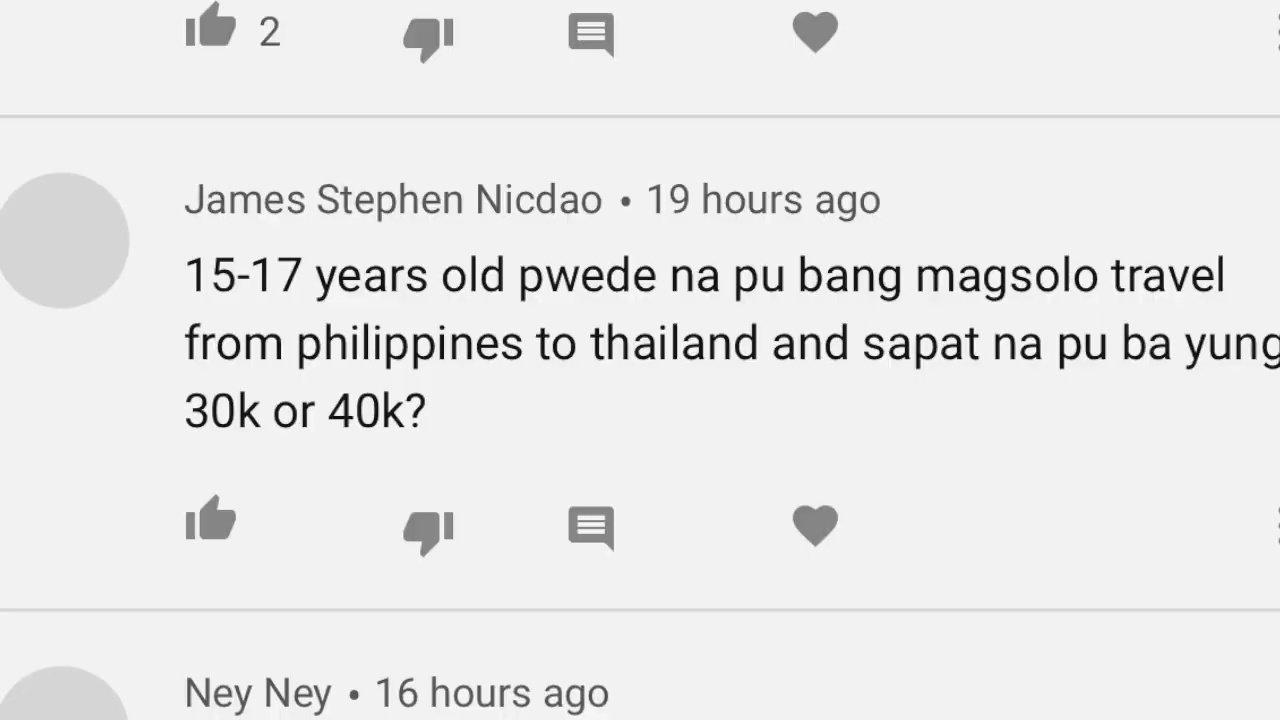 2
James Stephen Nicdao • 19 hours ago
15-17 years old pwede na pu bang magsolo travel
from philippines to thailand and sapat na pu ba yung
30k or 40k?
Ney Ney • 16 hours ago